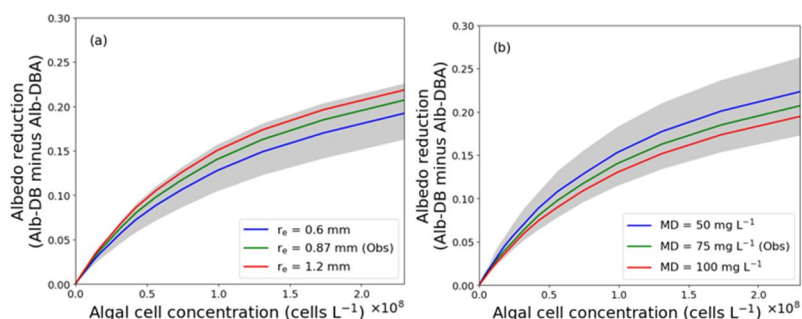 (a)
Albedo reduction
(Alb-DB minus Alb-DBA)
0.30
0.25
0.20
0.15
0.10
0.05
0.00
0.0
0.5
1.0
1.5
2.0
×10⁸
Algal cell concentration (cells L⁻¹)
rₑ = 0.6 mm
rₑ = 0.87 mm (Obs)
rₑ = 1.2 mm
(b)
Albedo reduction
(Alb-DB minus Alb-DBA)
0.30
0.25
0.20
0.15
0.10
0.05
0.00
0.0
0.5
1.0
1.5
2.0
×10⁸
Algal cell concentration (cells L⁻¹)
MD = 50 mg L⁻¹
MD = 75 mg L⁻¹ (Obs)
MD = 100 mg L⁻¹